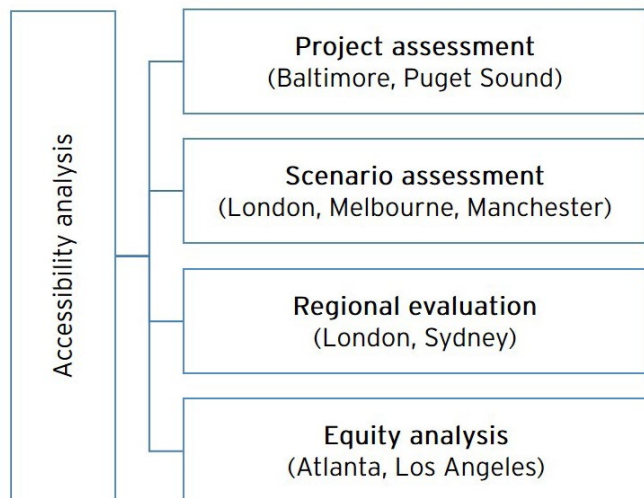 Accessibility analysis
Project assessment
(Baltimore, Puget Sound)
Scenario assessment
(London, Melbourne, Manchester)
Regional evaluation
(London, Sydney)
Equity analysis
(Atlanta, Los Angeles)